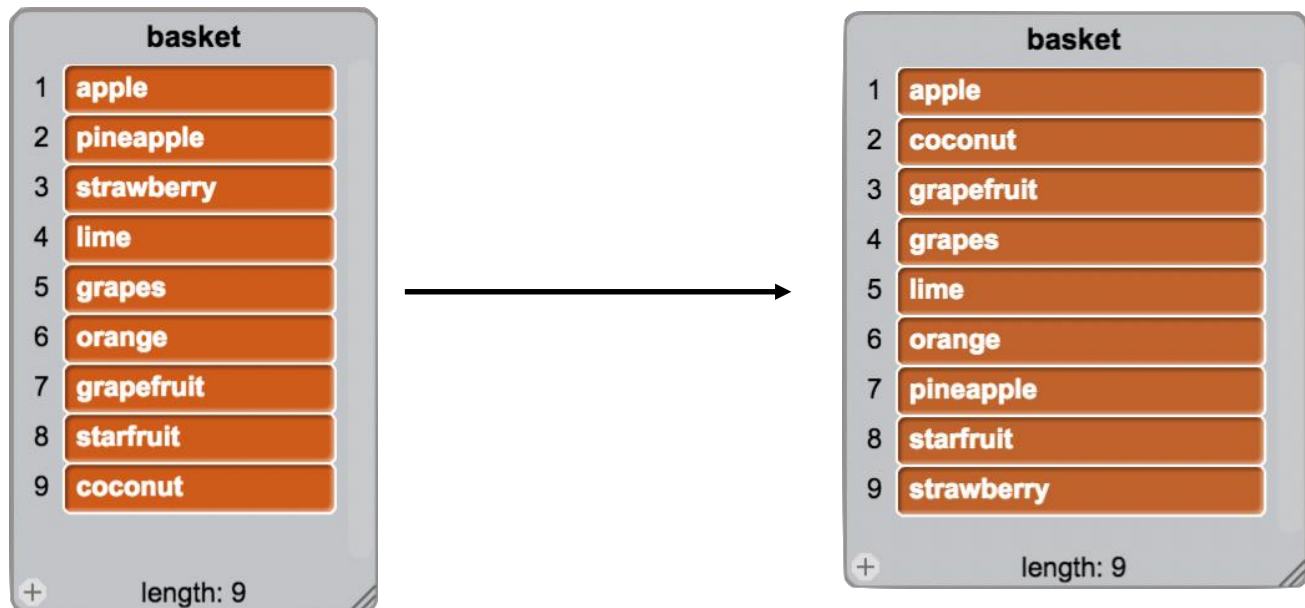 basket
1 apple
2 pineapple
3 strawberry
4 lime
5 grapes
6 orange
7 grapefruit
8 starfruit
9 coconut
+ length: 9
basket
1 apple
2 coconut
3 grapefruit
4 grapes
5 lime
6 orange
7 pineapple
8 starfruit
9 strawberry
+ length: 9